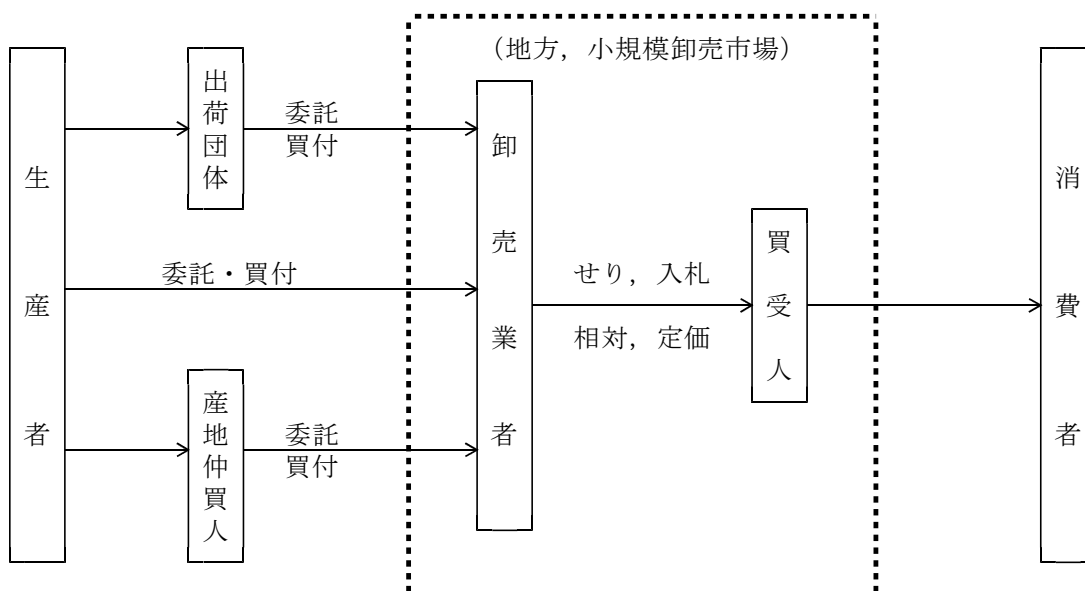 （地方，小規模卸売市場）
生産者
出荷団体
委託
買付
委託・買付
産地仲買人
委託
買付
卸売業者
せり，入札
相対，定価
買受人
消費者